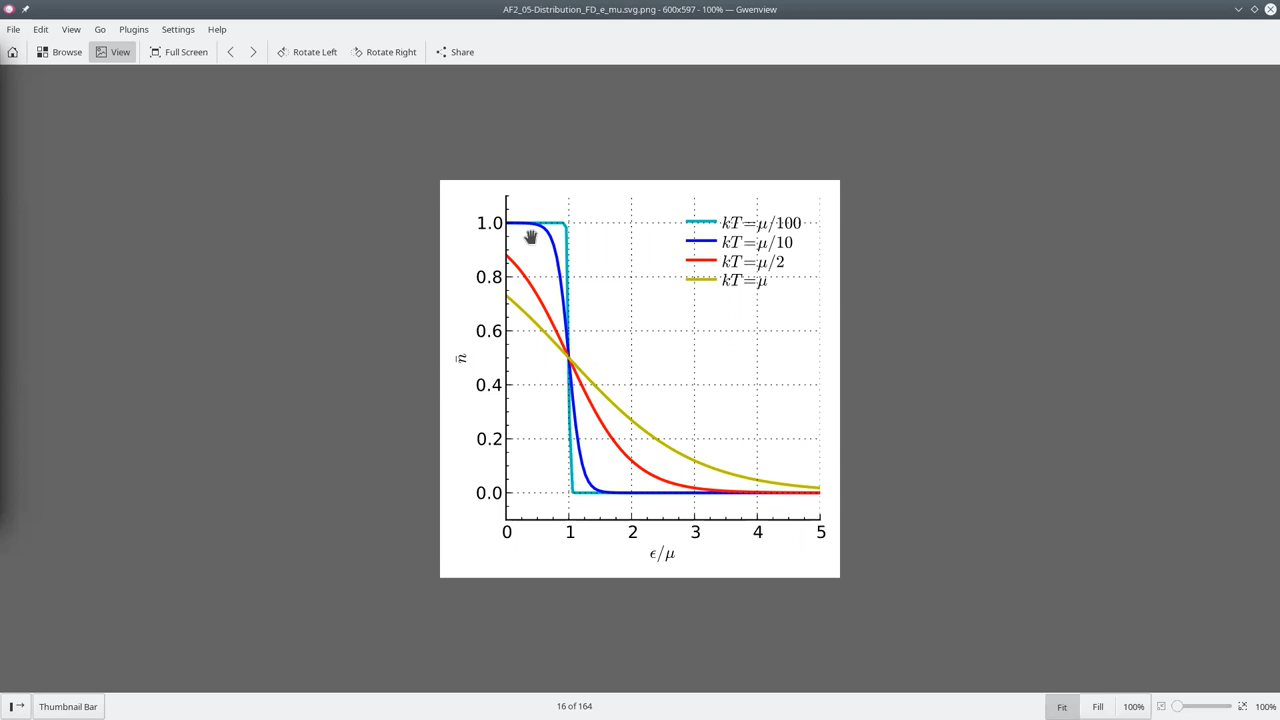 AF2_05-Distribution_FD_e_mu.svg.png - 600x597 - 100% — Gwenview
File Edit View Go Plugins Settings Help
Browse View Full Screen Rotate Left Rotate Right Share
1.0
0.8
0.6
0.4
0.2
0.0
n̄
kT=μ/100
kT=μ/10
kT=μ/2
kT=μ
0 1 2 3 4 5
ϵ/μ
Thumbnail Bar 16 of 164 Fit Fill 100% 100%